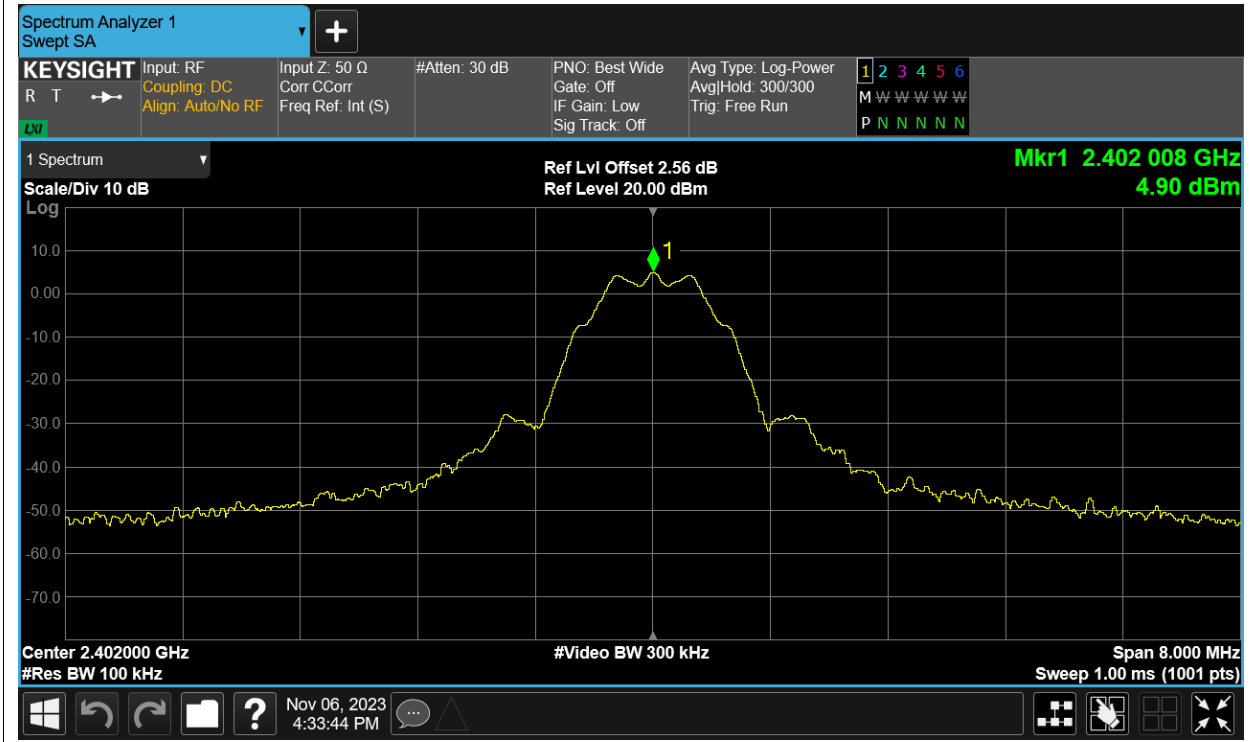 Spectrum Analyzer 1
Swept SA
KEYSIGHT
R T
LXI
Input: RF
Coupling: DC
Align: Auto/No RF
Input Z: 50 Ω
Corr CCorr
Freq Ref: Int (S)
#Atten: 30 dB
PNO: Best Wide
Gate: Off
IF Gain: Low
Sig Track: Off
Avg Type: Log-Power
Avg|Hold: 300/300
Trig: Free Run
1 2 3 4 5 6
M W W W W W
P N N N N N
1 Spectrum
Scale/Div 10 dB
Log
Ref Lvl Offset 2.56 dB
Ref Level 20.00 dBm
Mkr1 2.402 008 GHz
4.90 dBm
1
10.0
0.00
-10.0
-20.0
-30.0
-40.0
-50.0
-60.0
-70.0
Center 2.402000 GHz
#Video BW 300 kHz
Span 8.000 MHz
#Res BW 100 kHz
Sweep 1.00 ms (1001 pts)
?
Nov 06, 2023
4:33:44 PM